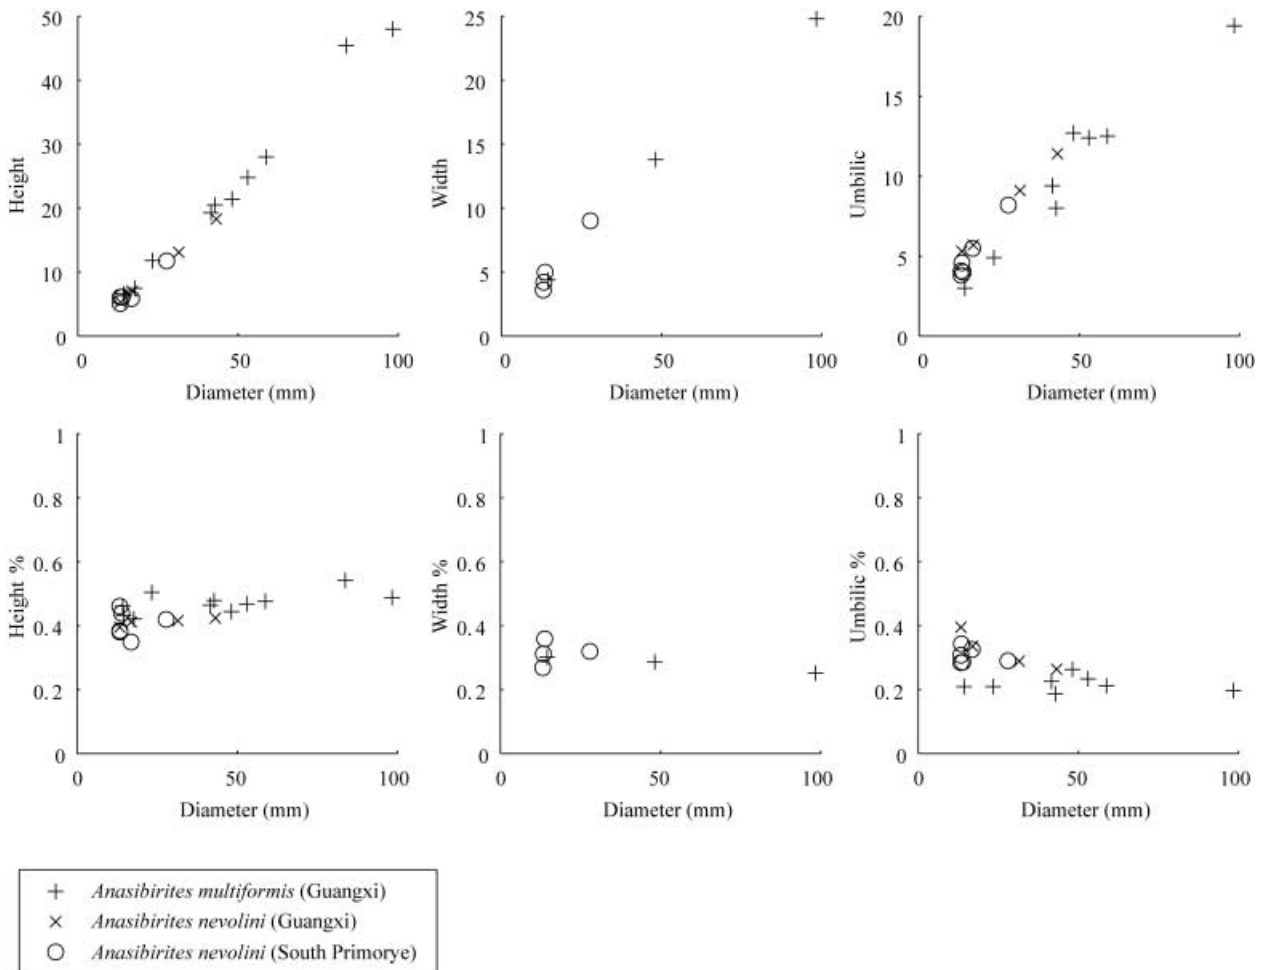 50
40
30
20
10
0
Height
0 50 100
Diameter (mm)
25
20
15
10
5
0
Width
0 50 100
Diameter (mm)
20
15
10
5
0
Umbilic
0 50 100
Diameter (mm)
1
0.8
0.6
0.4
0.2
0
Height %
0 50 100
Diameter (mm)
1
0.8
0.6
0.4
0.2
0
Width %
0 50 100
Diameter (mm)
1
0.8
0.6
0.4
0.2
0
Umbilic %
0 50 100
Diameter (mm)
Anasibirites multiformis (Guangxi)
Anasibirites nevolini (Guangxi)
Anasibirites nevolini (South Primorye)